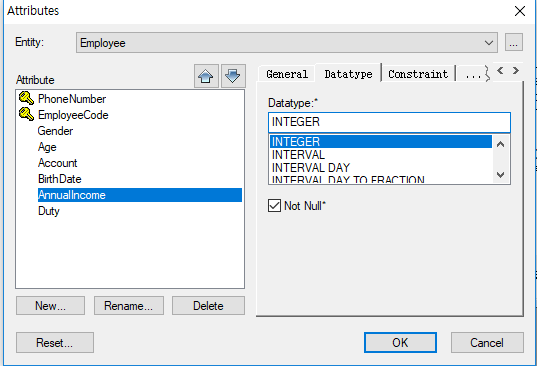 Attributes
Entity:
Employee
...
Attribute
PhoneNumber
EmployeeCode
Gender
Age
Account
BirthDate
AnnualIncome
Duty
New...
Rename...
Delete
General Datatype Constraint ...
Datatype:*
INTEGER
INTEGER
INTERVAL
INTERVAL DAY
INTERVAL DAY TO FRACTION
Not Null*
Reset...
OK
Cancel